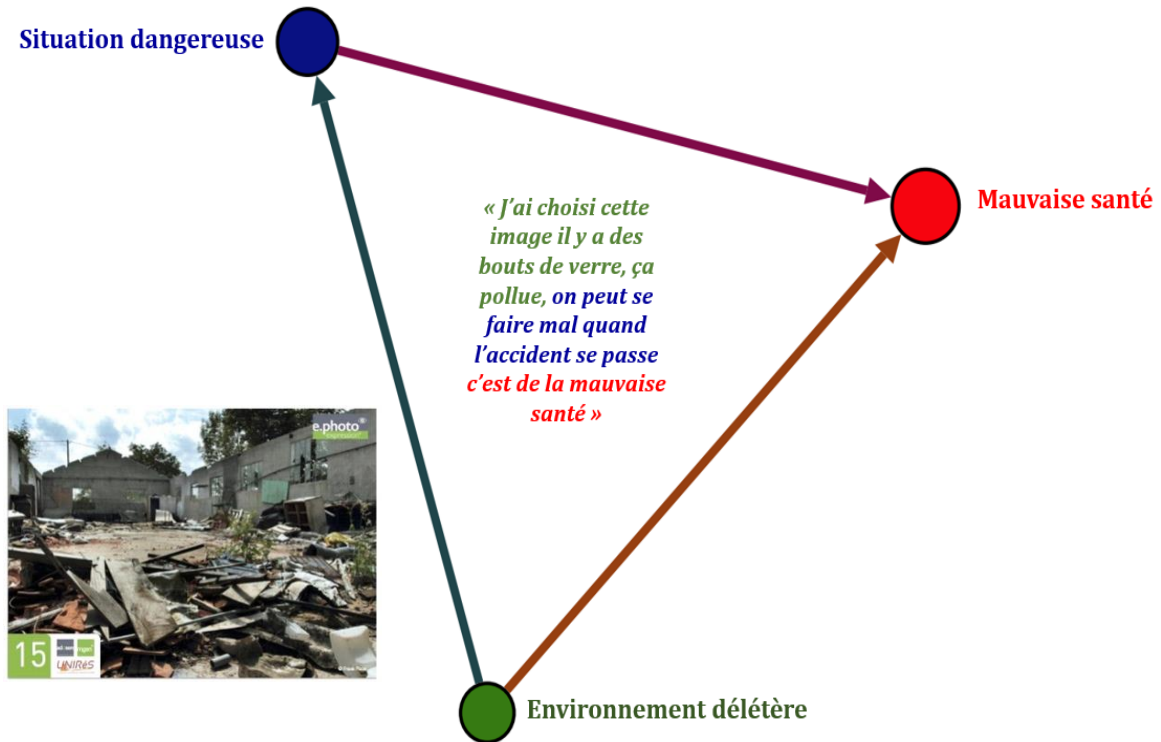 Situation dangereuse
Mauvaise santé
« J’ai choisi cette
image il y a des
bouts de verre, ça
pollue, on peut se
faire mal quand
l’accident se passe
c’est de la mauvaise
santé »
e.photo
expression
15
UNIRéS
Environnement délétère